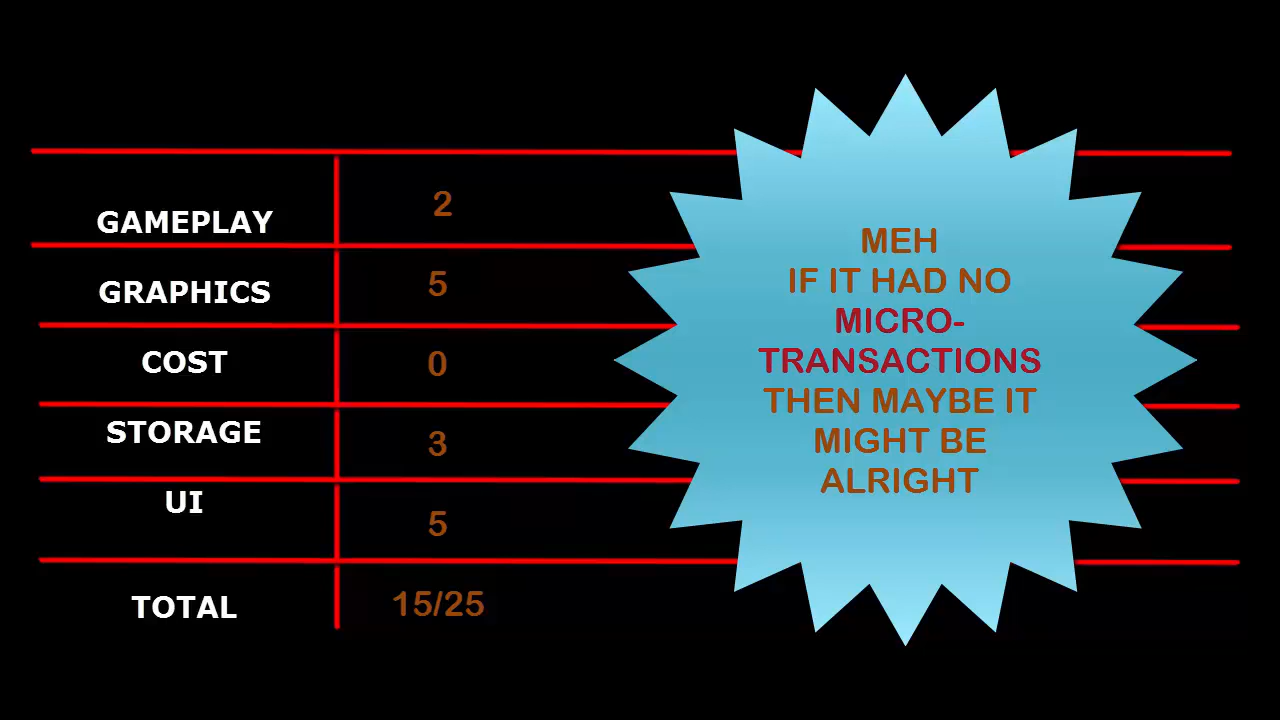 GAMEPLAY 2
GRAPHICS 5
COST 0
STORAGE 3
UI 5
TOTAL 15/25
MEH
IF IT HAD NO
MICRO-
TRANSACTIONS
THEN MAYBE IT
MIGHT BE
ALRIGHT